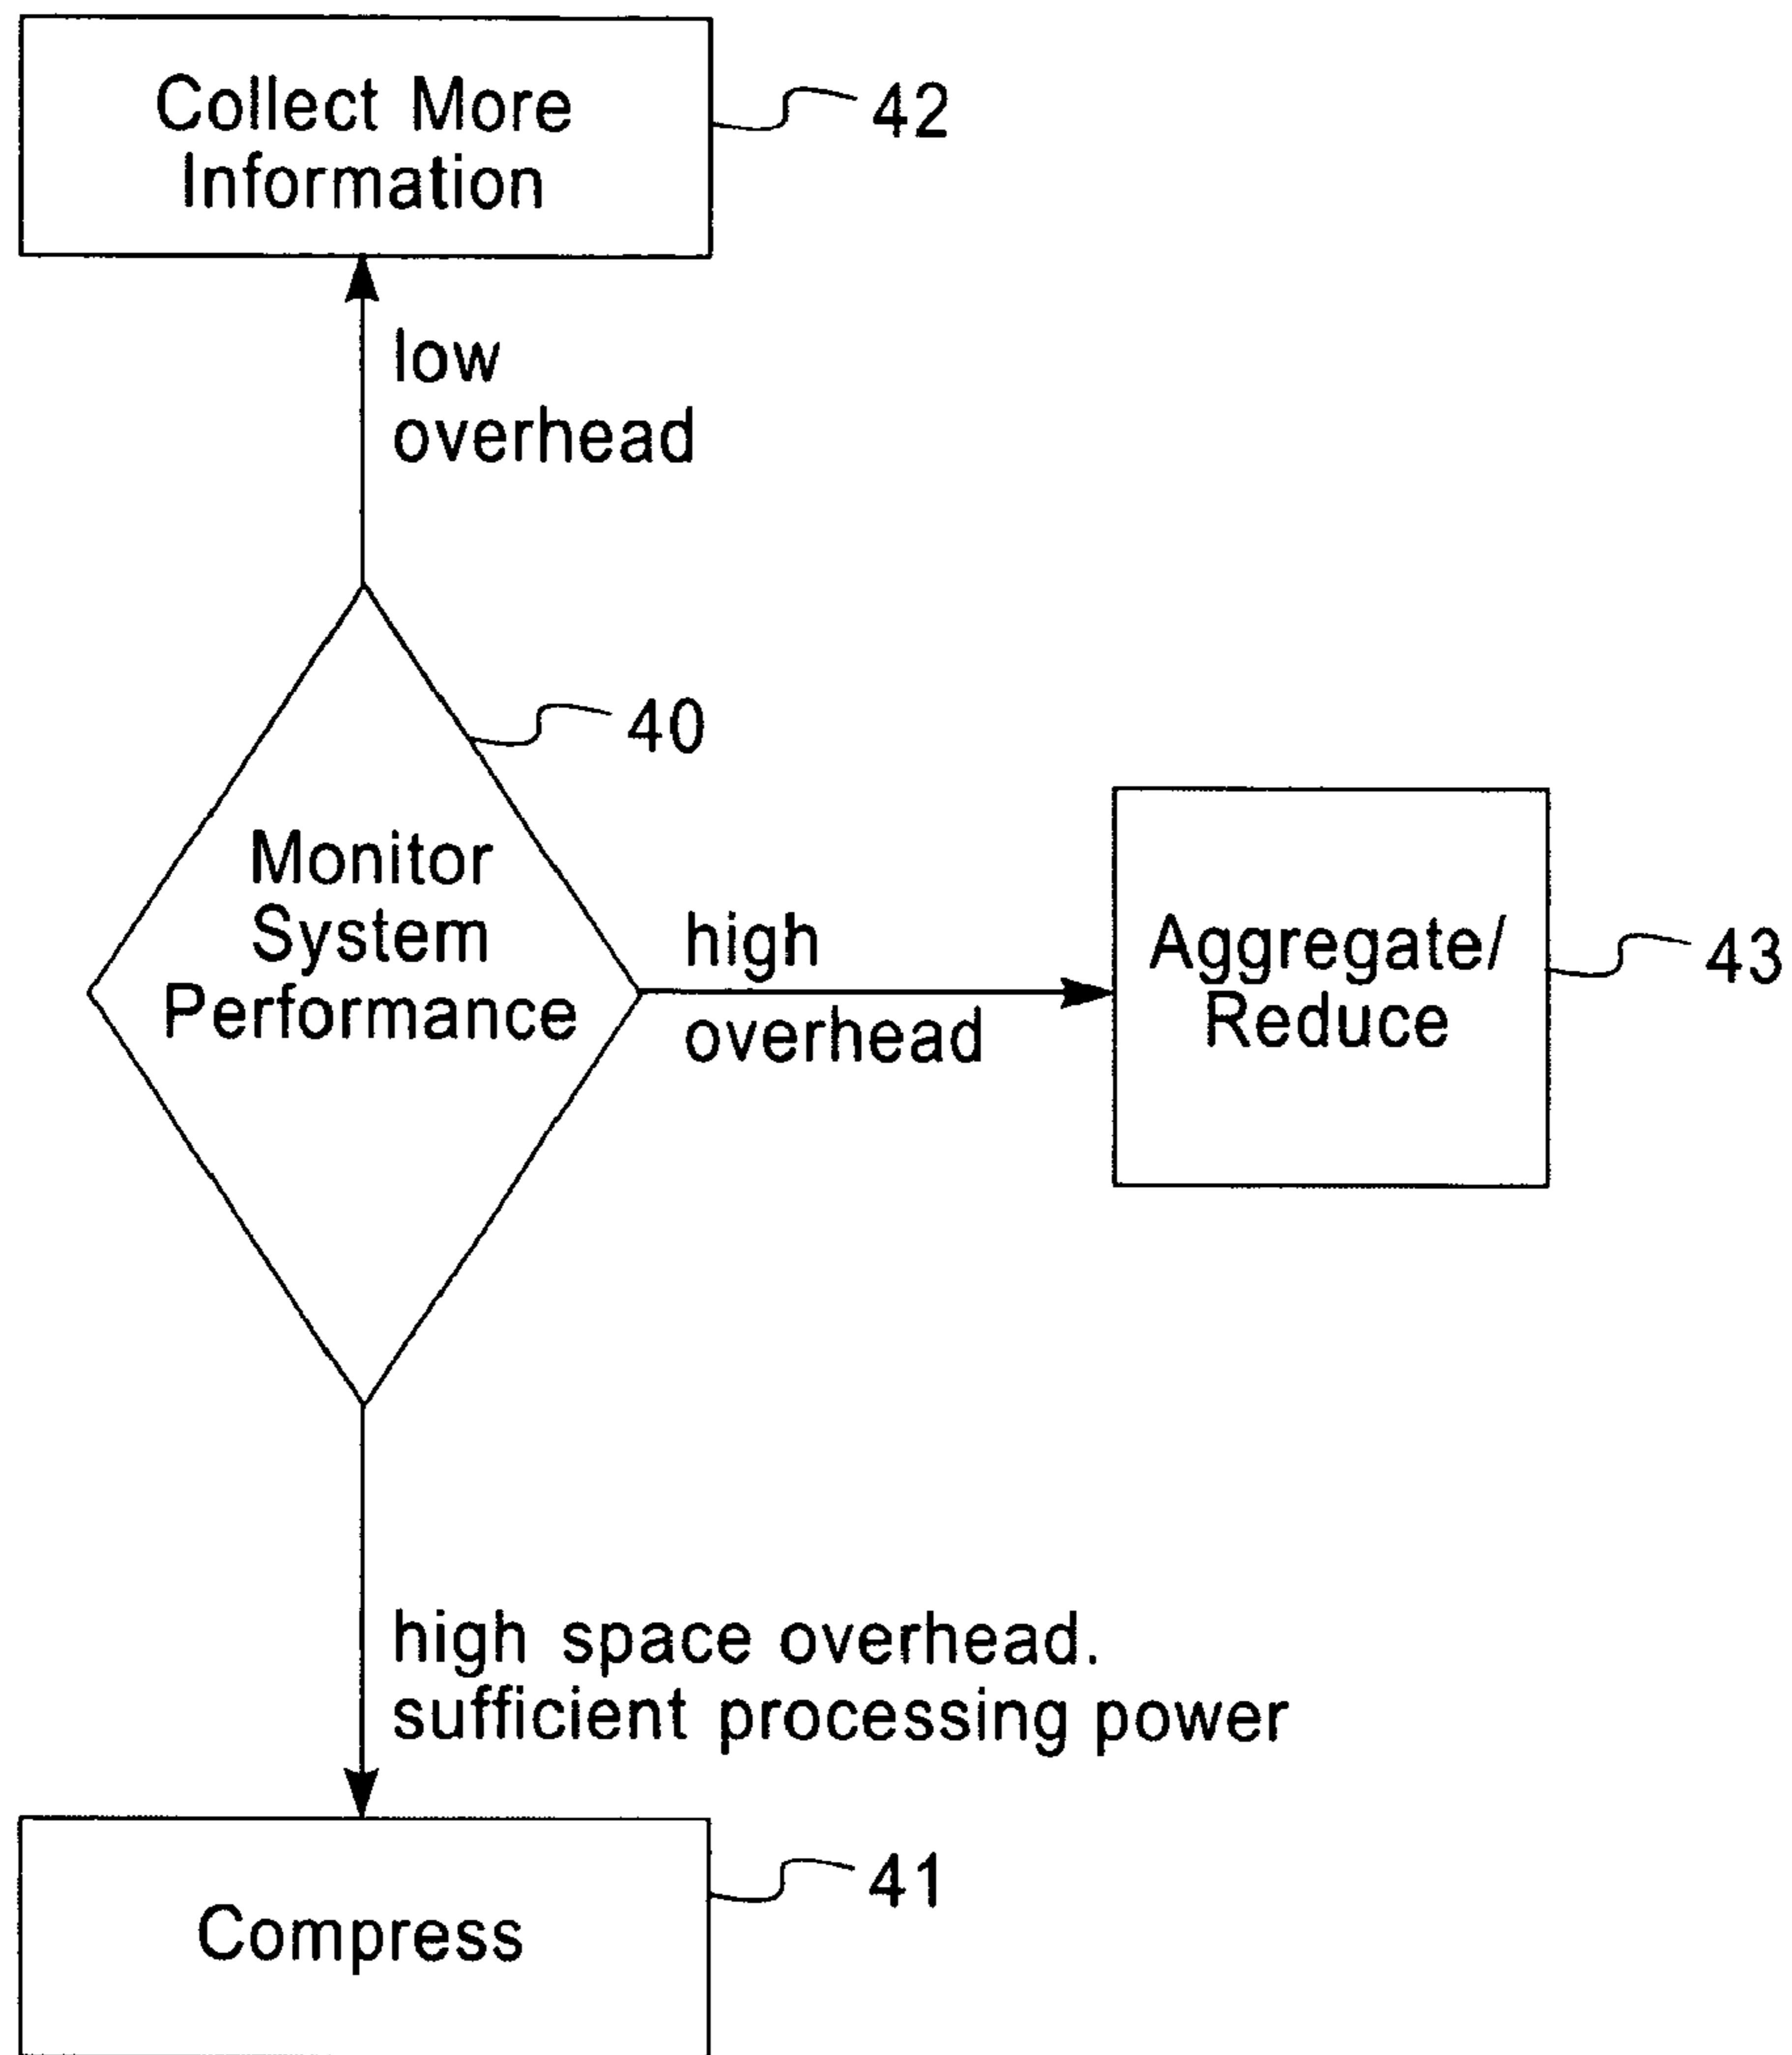 Collect More
Information
42
low
overhead
40
Monitor
System
Performance
high
overhead
Aggregate/
Reduce
43
high space overhead.
sufficient processing power
Compress
41